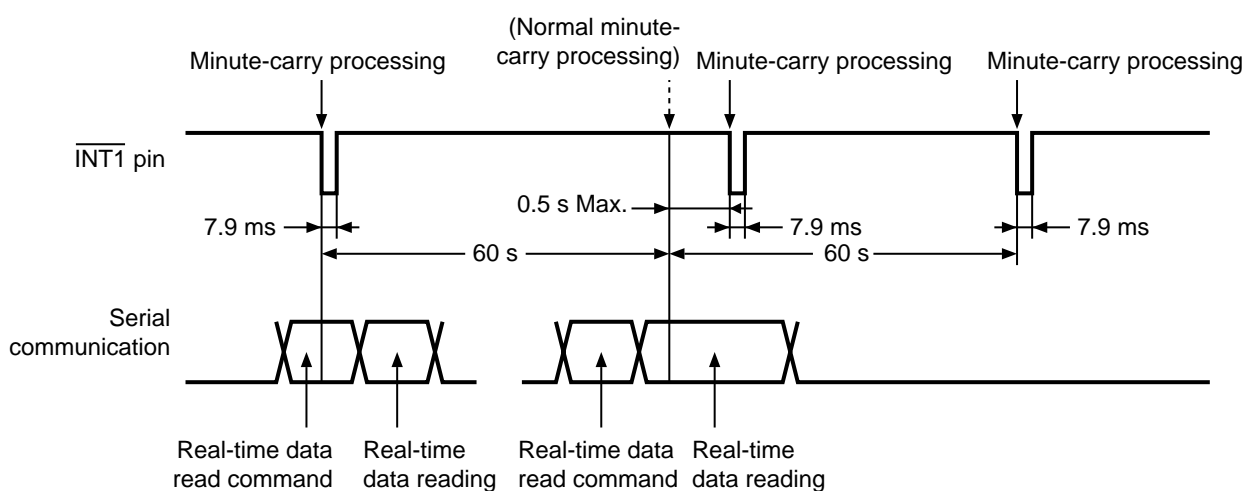 (Normal minute-
carry processing)
Minute-carry processing
Minute-carry processing
Minute-carry processing
INT1 pin
0.5 s Max.
7.9 ms
7.9 ms
7.9 ms
60 s
60 s
Serial
communication
Real-time data
read command
Real-time
data reading
Real-time data
read command
Real-time
data reading